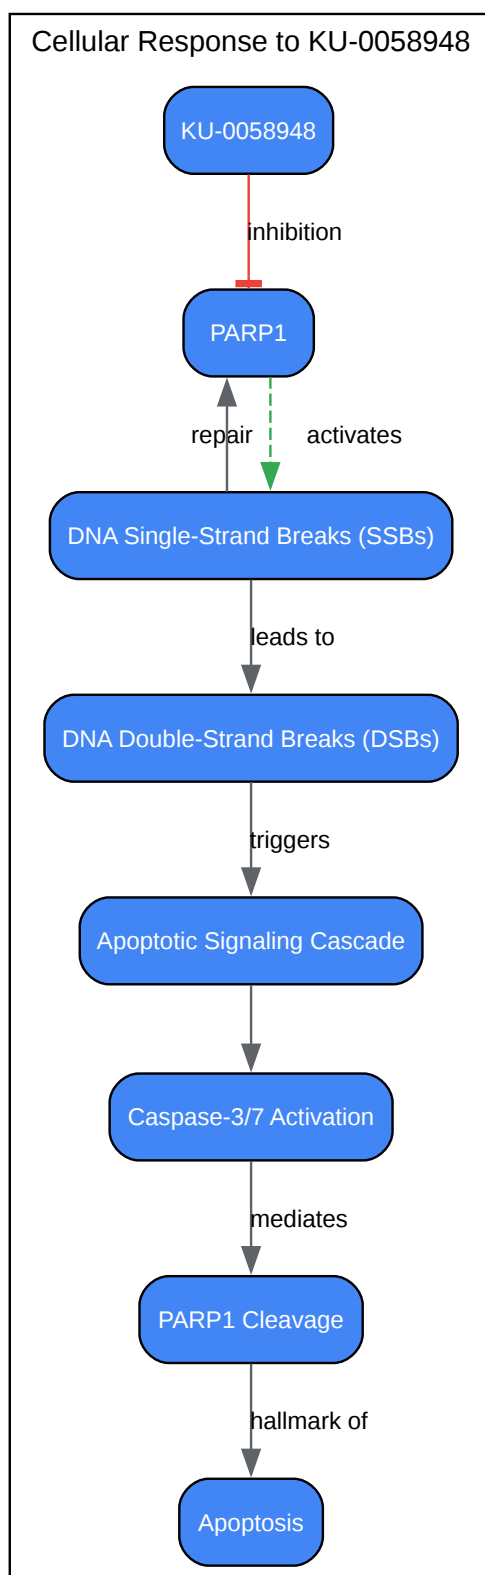 Cellular Response to KU-0058948
KU-0058948
inhibition
PARP1
repair
activates
DNA Single-Strand Breaks (SSBs)
leads to
DNA Double-Strand Breaks (DSBs)
triggers
Apoptotic Signaling Cascade
Caspase-3/7 Activation
mediates
PARP1 Cleavage
hallmark of
Apoptosis